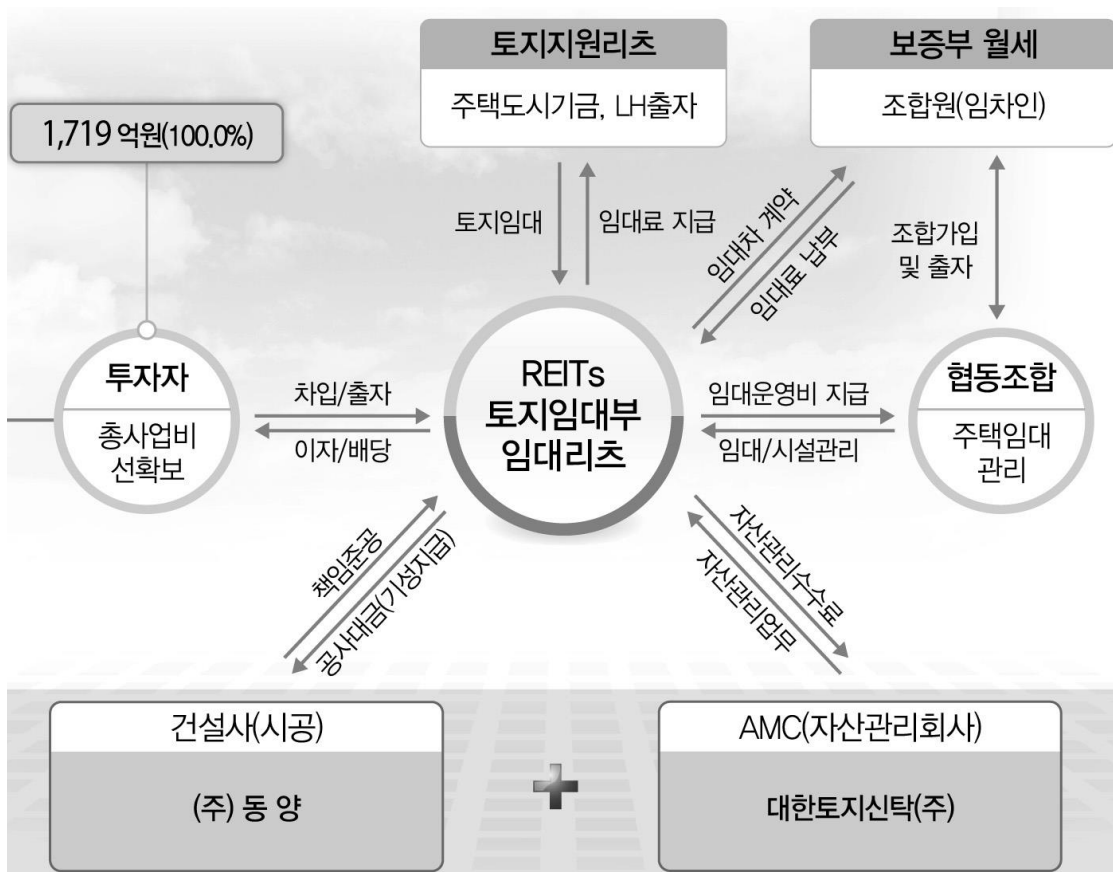 토지지원리츠
주택도시기금, LH출자
보증부 월세
조합원(임차인)
1,719 억원(100.0%)
토지임대
임대료 지급
임대차 계약
임대료 납부
조합가입
및 출자
투자자
총사업비
선확보
차입/출자
이자/배당
REITs
토지임대부
임대리츠
임대운영비 지급
임대/시설관리
협동조합
주택임대
관리
책임준공
공사대금(기성지급)
자산관리수수료
자산관리업무
건설사(시공)
(주) 동 양
AMC(자산관리회사)
대한토지신탁(주)